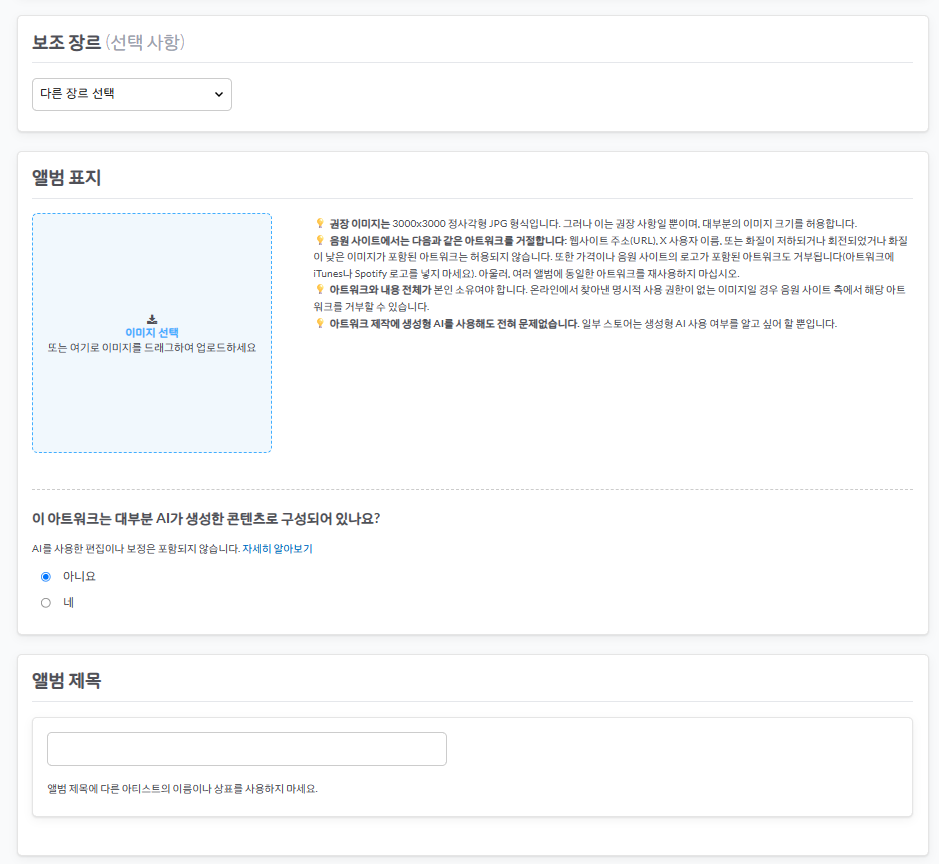 보조 장르 (선택 사항)
다른 장르 선택
앨범 표지
이미지 선택
또는 여기로 이미지를 드래그하여 업로드하세요
권장 이미지는 3000x3000 정사각형 JPG 형식입니다. 그러나 이는 권장 사항일 뿐이며, 대부분의 이미지 크기를 허용합니다.
음원 사이트에서는 다음과 같은 아트워크를 거절합니다: 웹사이트 주소(URL), X 사용자 이름, 또는 화질이 저하되거나 회전되었거나 화질
이 낮은 이미지가 포함된 아트워크는 허용되지 않습니다. 또한 가격이나 음원 사이트의 로고가 포함된 아트워크도 거부됩니다(아트워크에
iTunes나 Spotify 로고를 넣지 마세요). 아울러, 여러 앨범에 동일한 아트워크를 재사용하지 마십시오.
아트워크와 내용 전체가 본인 소유여야 합니다. 온라인에서 찾아낸 명시적 사용 권한이 없는 이미지일 경우 음원 사이트 측에서 해당 아트
워크를 거부할 수 있습니다.
아트워크 제작에 생성형 AI를 사용해도 전혀 문제없습니다. 일부 스토어는 생성형 AI 사용 여부를 알고 싶어 할 뿐입니다.
이 아트워크는 대부분 AI가 생성한 콘텐츠로 구성되어 있나요?
AI를 사용한 편집이나 보정은 포함되지 않습니다. 자세히 알아보기
아니요
네
앨범 제목
앨범 제목에 다른 아티스트의 이름이나 상표를 사용하지 마세요.